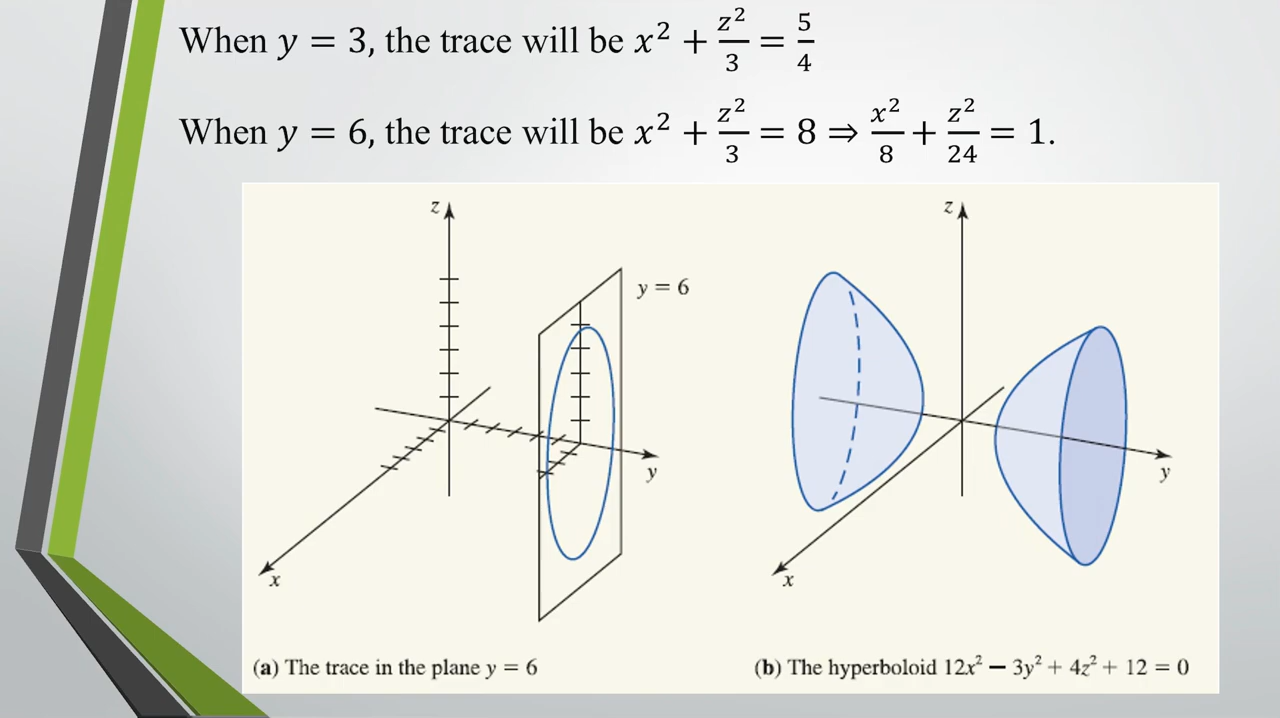 When y = 3, the trace will be x² + z²/3 = 5/4
When y = 6, the trace will be x² + z²/3 = 8 ⇒ x²/8 + z²/24 = 1.
z
y = 6
y
x
(a) The trace in the plane y = 6
z
y
x
(b) The hyperboloid 12x² − 3y² + 4z² + 12 = 0